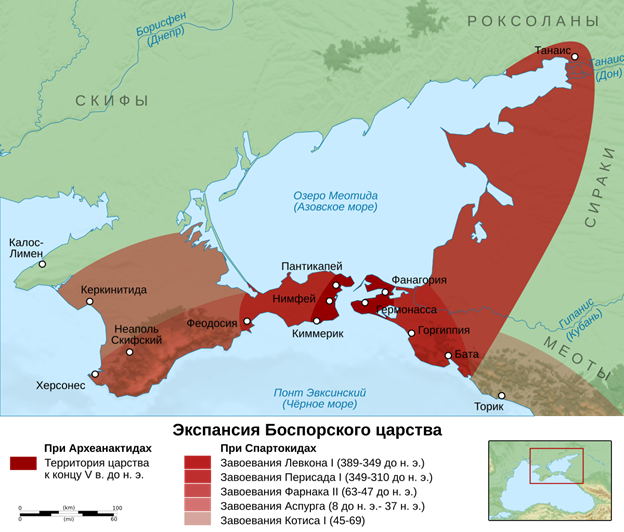 РОКСОЛАНЫ
Борисфен
(Днепр)
Танаис
Танаис
(Дон)
СКИФЫ
СИРАКИ
Озеро Меотида
(Азовское море)
Калос-
Лимен
Пантикапей
Фанагория
Керкинитида
Нимфей
Гермонасса
Гипанис
(Кубань)
Неаполь
Скифский
Феодосия
Киммерик
Горгиппия
Бата
МЕОТЫ
Херсонес
Понт Эвксинский
(Чёрное море)
Торик
Экспансия Боспорского царства
При Археанактидах
Территория царства
к концу V в. до н. э.
При Спартокидах
Завоевания Левкона I (389-349 до н. э.)
Завоевания Перисада I (349-310 до н. э.)
Завоевания Фарнака II (63-47 до н. э.)
Завоевания Аспурга (8 до н. э.- 37 н. э.)
Завоевания Котиса I (45-69)
0 (km) 100
0 (mi) 60